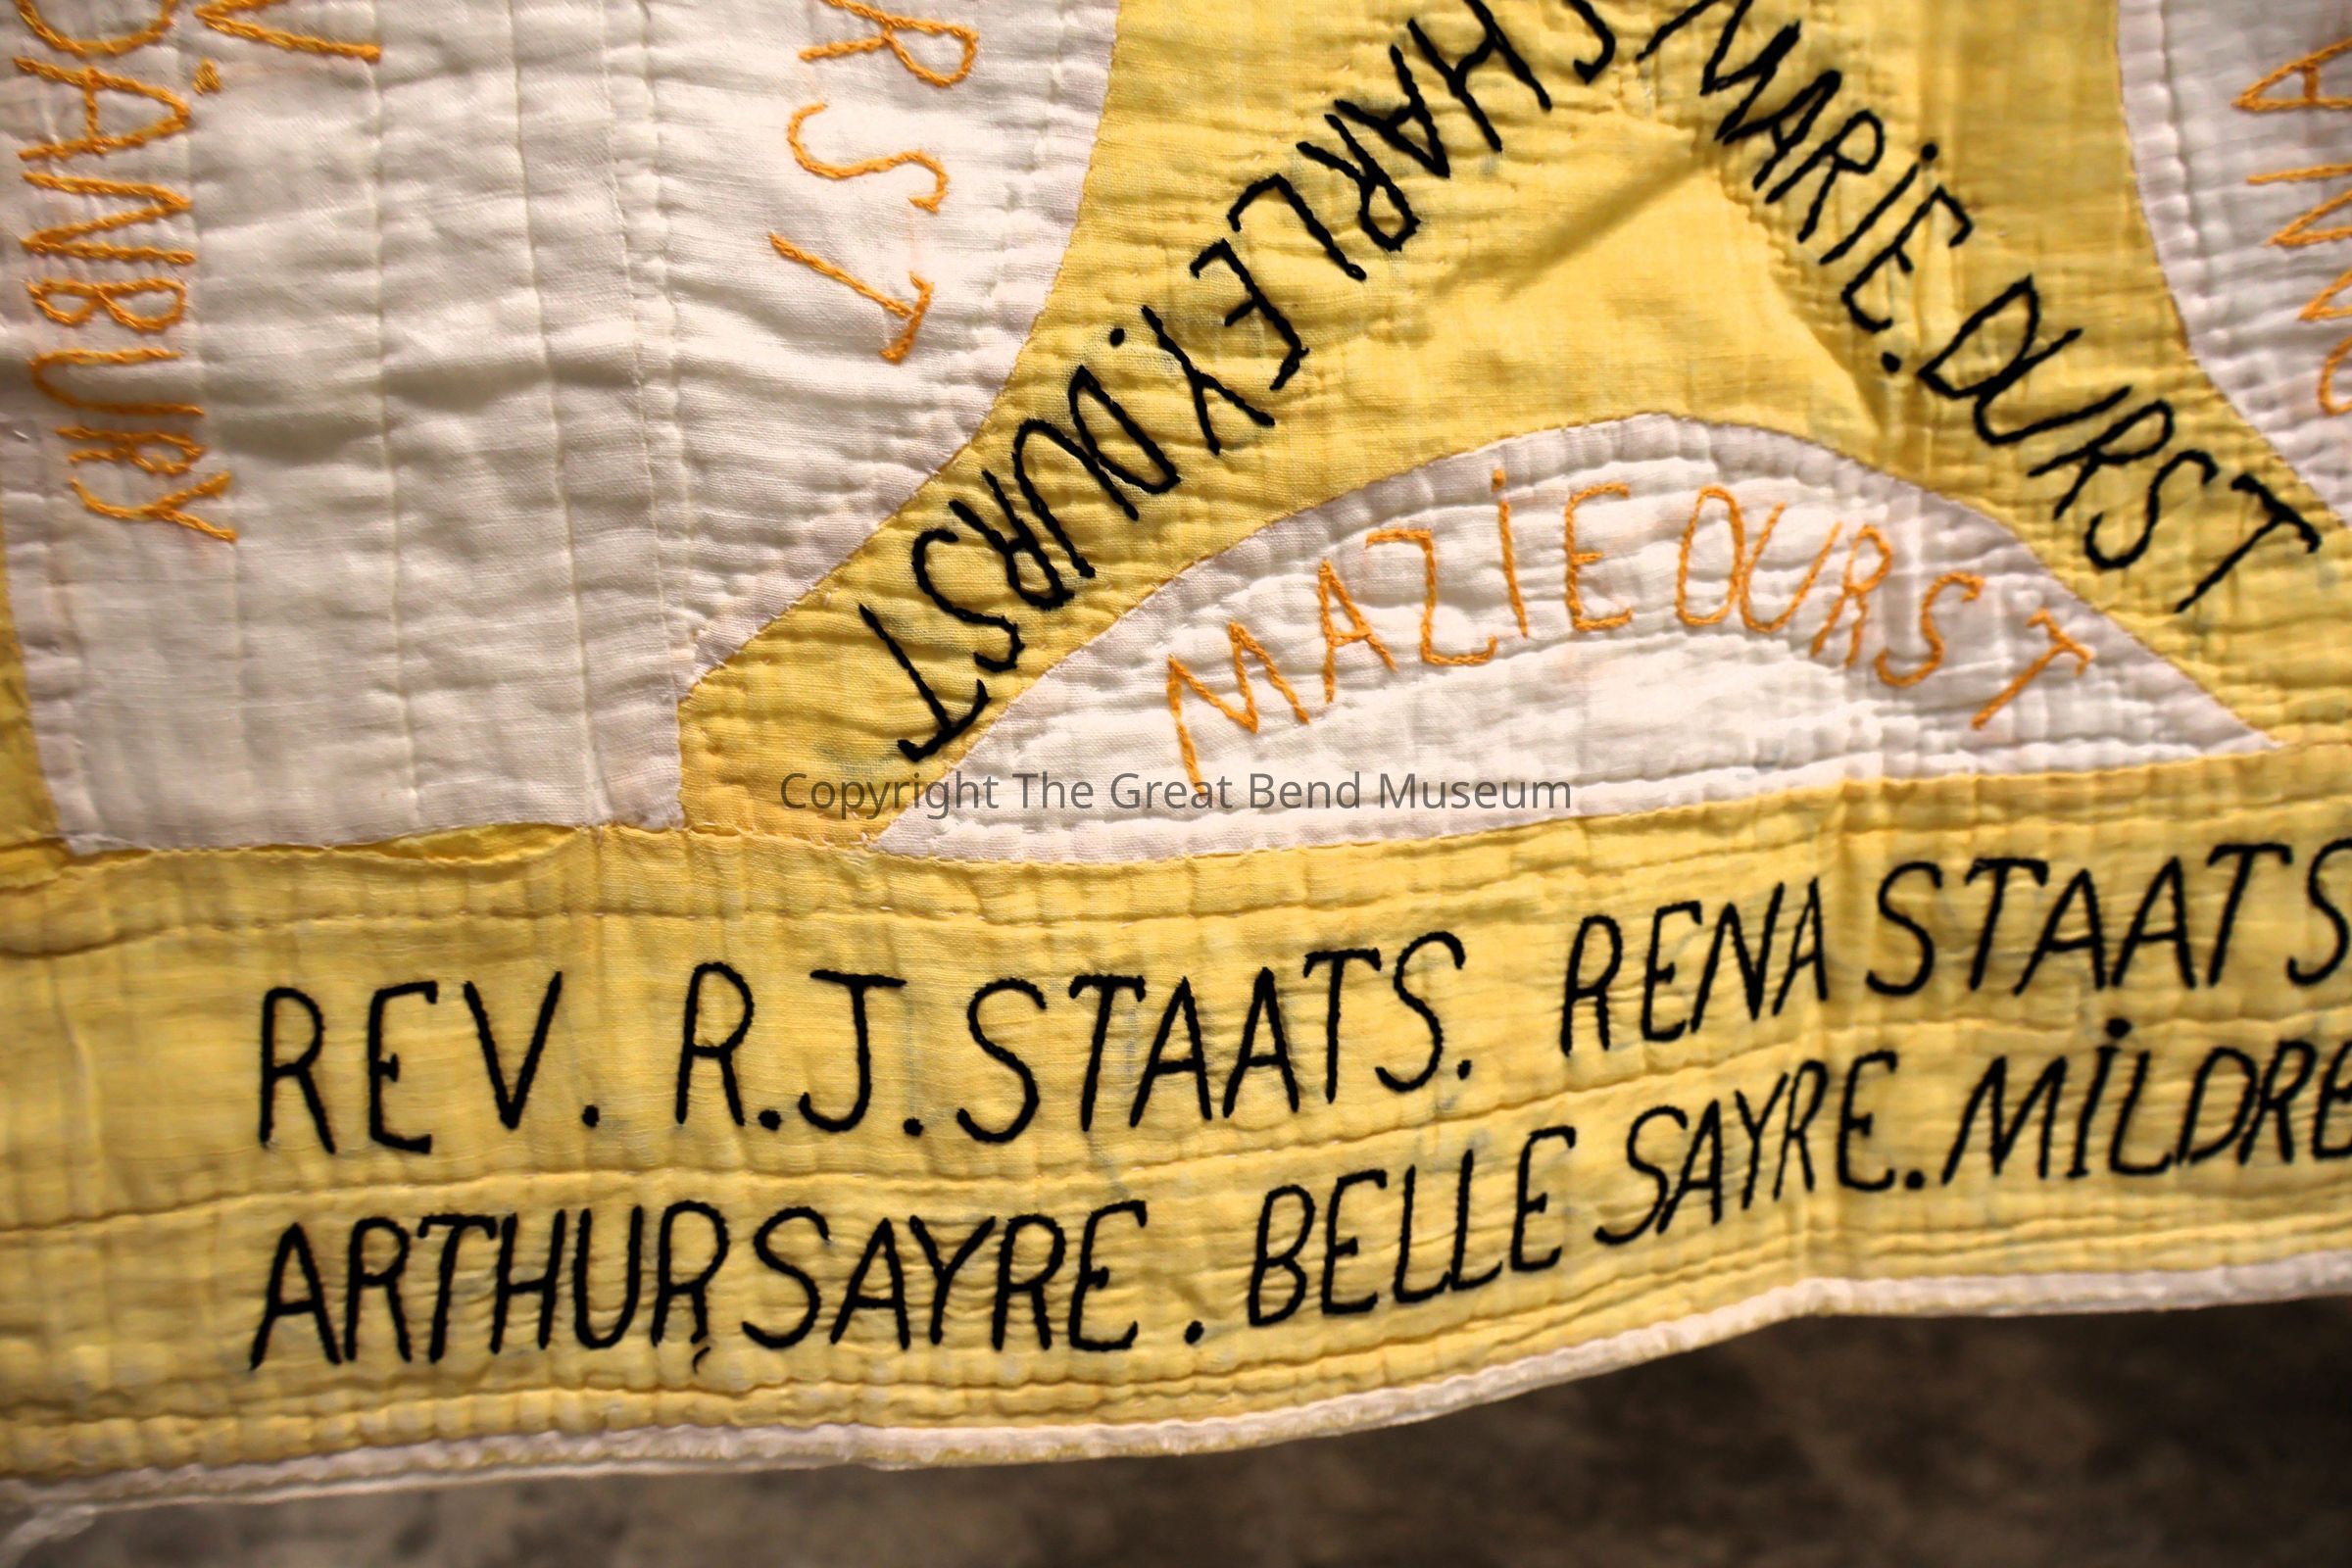 DANBURY
RST
CHARLEY DURST
MARIE. DURST
MAZIE DURST
Copyright The Great Bend Museum
REV. R.J. STAATS. RENA STAATS
ARTHUR SAYRE. BELLE SAYRE. MILDRE